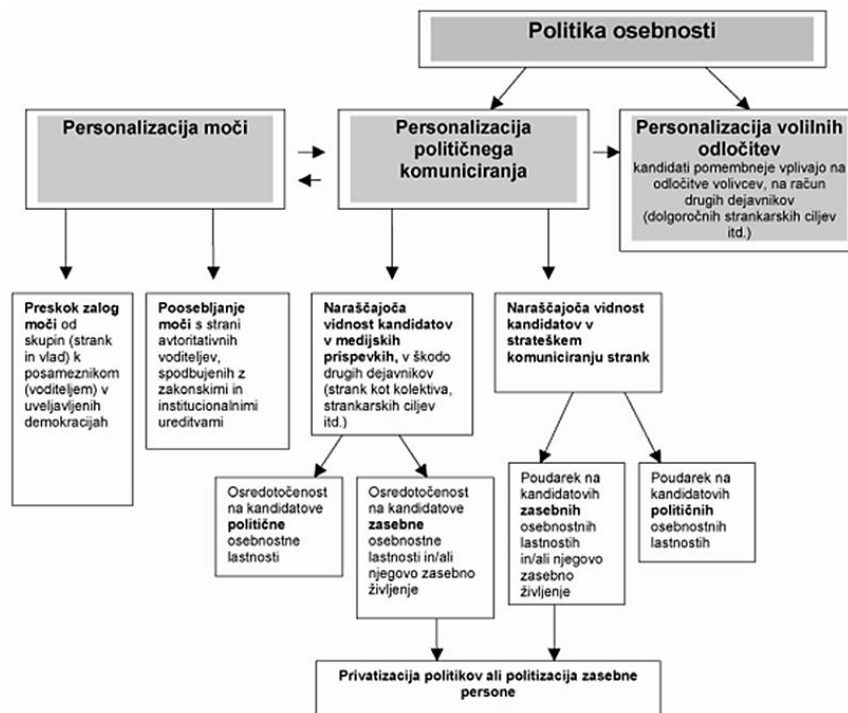 Politika osebnosti
Personalizacija moči
Personalizacija
političnega
komuniciranja
Personalizacija volilnih
odločitev
kandidati pomembneje vplivajo na
odločitve volivcev, na račun
drugih dejavnikov
(dolgoročnih strankarskih ciljev
itd.)
Preskok zalog
moči od
skupin (strank
in vlad) k
posameznikom
(voditeljem) v
uveljavljenih
demokracijah
Poosebljanje
moči s strani
avtoritativnih
voditeljev,
spodbujenih z
zakonskimi in
institucionalnimi
ureditvami
Naraščajoča
vidnost kandidatov
v medijskih
prispevkih, v škodo
drugih dejavnikov
(strank kot kolektiva,
strankarskih ciljev
itd.)
Naraščajoča vidnost
kandidatov v
strateškem
komuniciranju strank
Osredotočenost
na kandidatove
politične
osebnostne
lastnosti
Osredotočenost
na kandidatove
zasebne
osebnostne
lastnosti in/ali
njegovo zasebno
življenje
Poudarek na
kandidatovih
zasebnih
osebnostnih
lastnostih
in/ali njegovo
zasebno
življenje
Poudarek na
kandidatovih
političnih
osebnostnih
lastnostih
Privatizacija politikov ali politizacija zasebne
persone